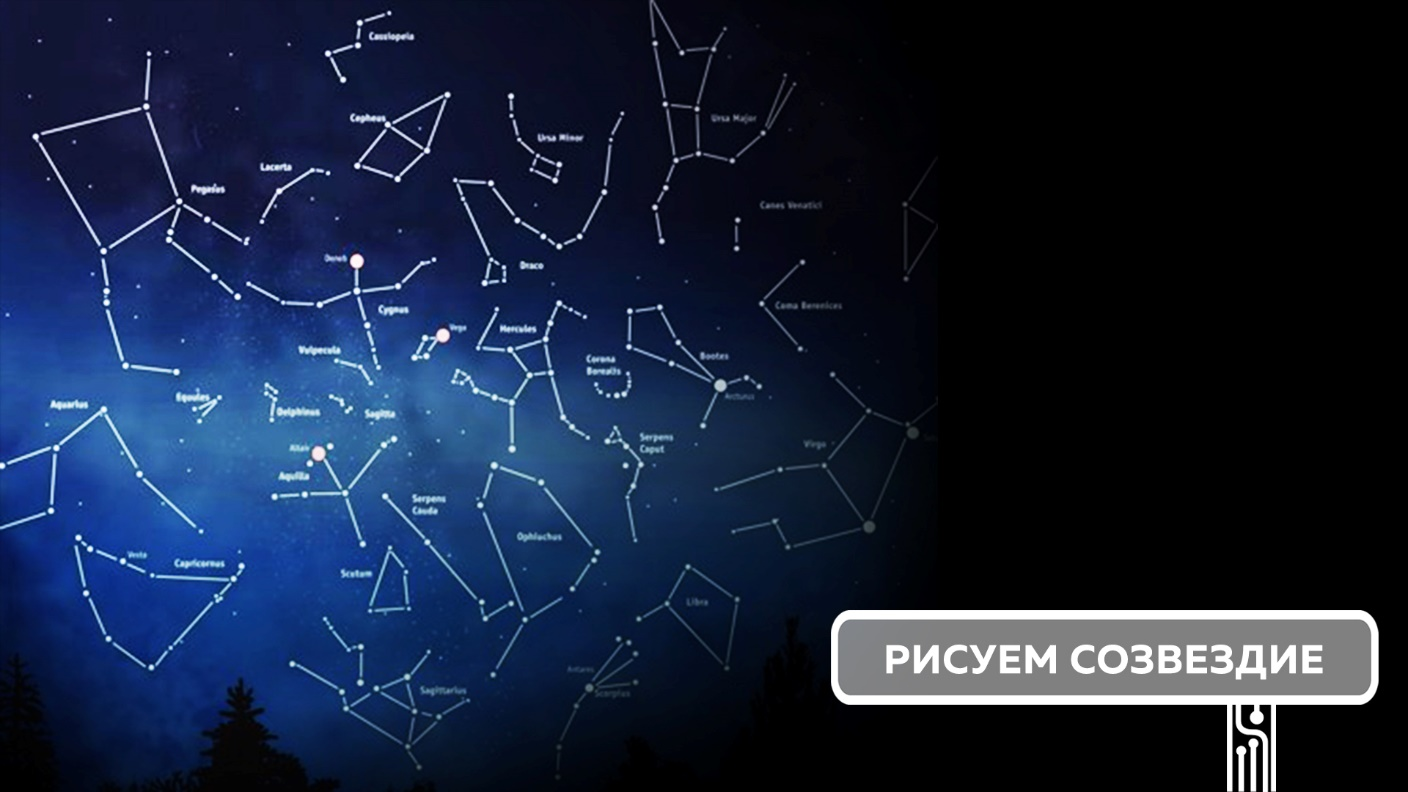 Cassiopeia
Cepheus
Ursa Minor
Ursa Major
Lacerta
Pegasus
Canes Venatici
Deneb
Draco
Cygnus
Coma Berenices
Vega
Hercules
Vulpecula
Bootes
Corona
Borealis
Equuleus
Arcturus
Aquarius
Delphinus
Sagitta
Serpens
Caput
Virgo
Altair
Aquilla
Serpens
Cauda
Ophiuchus
Vesta
Capricornus
Scutum
Libra
Antares
Sagittarius
Scorpius
РИСУЕМ СОЗВЕЗДИЕ